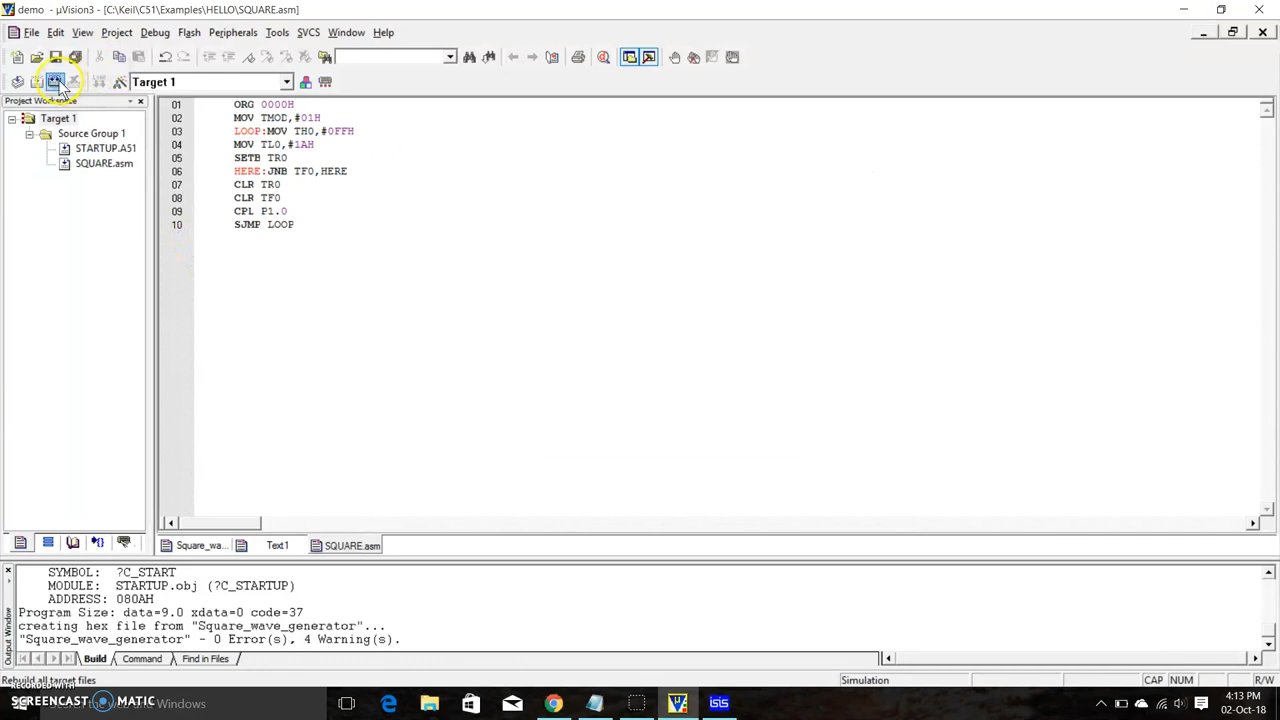 demo - µVision3 - [C:\Keil\C51\Examples\HELLO\SQUARE.asm]
File Edit View Project Debug Flash Peripherals Tools SVCS Window Help
Target 1
Project Workspace
Target 1
Source Group 1
STARTUP.A51
SQUARE.asm
01 ORG 0000H
02 MOV TMOD,#01H
03 LOOP:MOV TH0,#0FFH
04 MOV TL0,#1AH
05 SETB TR0
06 HERE:JNB TF0,HERE
07 CLR TR0
08 CLR TF0
09 CPL P1.0
10 SJMP LOOP
Square_wa... Text1 SQUARE.asm
SYMBOL: ?C_START
MODULE: STARTUP.obj (?C_STARTUP)
ADDRESS: 080AH
Program Size: data=9.0 xdata=0 code=37
creating hex file from "Square_wave_generator"...
"Square_wave_generator" - 0 Error(s), 4 Warning(s).
Output Window
Build Command Find in Files
Rebuild all target files Simulation CAP NUM R/W
RECORDED WITH
SCREENCAST MATIC
Windows
isis
4:13 PM
02-Oct-18